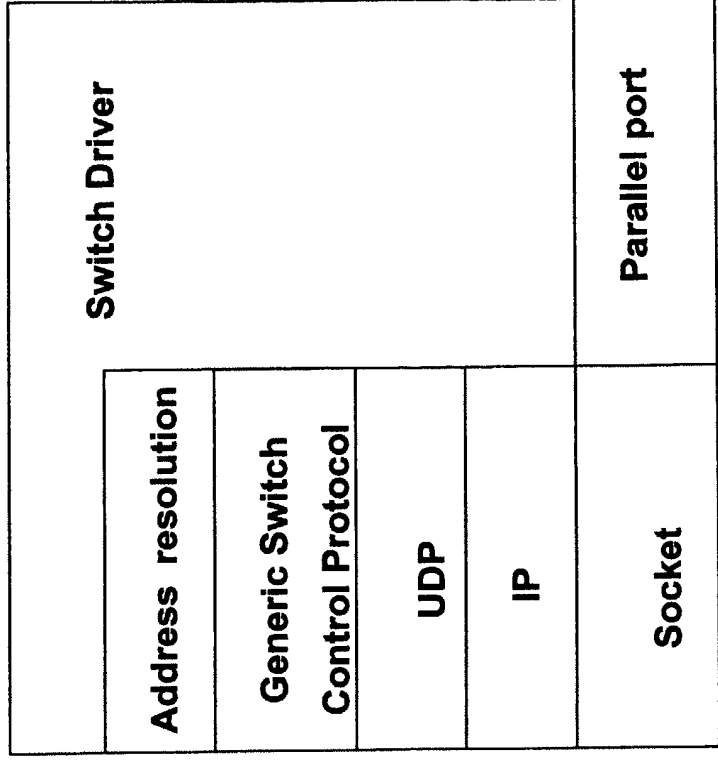 Switch Driver
Address resolution
Generic Switch
Control Protocol
UDP
IP
Socket
Parallel port